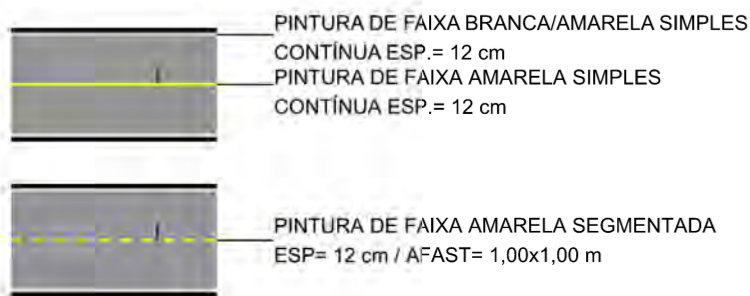 PINTURA DE FAIXA BRANCA/AMARELA SIMPLES
CONTÍNUA ESP.= 12 cm
PINTURA DE FAIXA AMARELA SIMPLES
CONTÍNUA ESP.= 12 cm
PINTURA DE FAIXA AMARELA SEGMENTADA
ESP= 12 cm / AFAST= 1,00x1,00 m